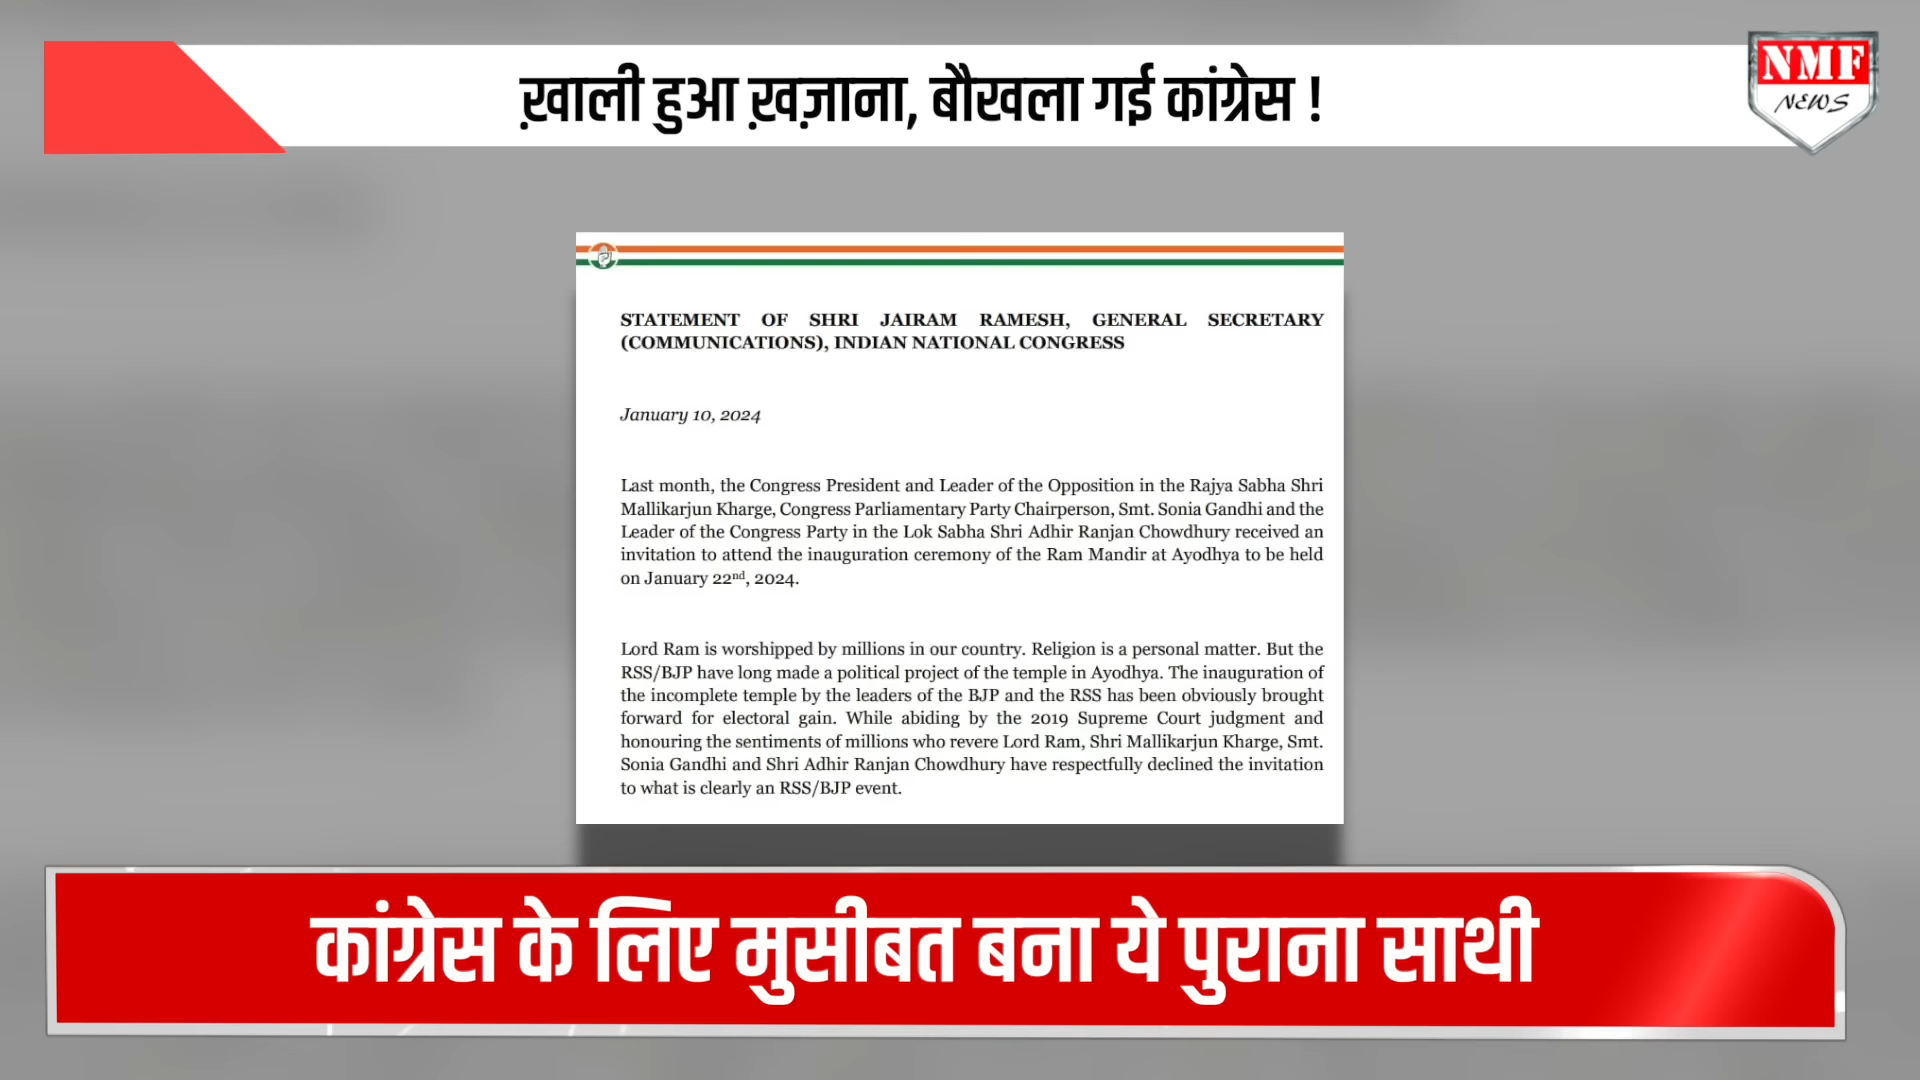 ख़ाली हुआ ख़ज़ाना, बौखला गई कांग्रेस !
NMF
NEWS
STATEMENT OF SHRI JAIRAM RAMESH, GENERAL SECRETARY
(COMMUNICATIONS), INDIAN NATIONAL CONGRESS
January 10, 2024
Last month, the Congress President and Leader of the Opposition in the Rajya Sabha Shri
Mallikarjun Kharge, Congress Parliamentary Party Chairperson, Smt. Sonia Gandhi and the
Leader of the Congress Party in the Lok Sabha Shri Adhir Ranjan Chowdhury received an
invitation to attend the inauguration ceremony of the Ram Mandir at Ayodhya to be held
on January 22nd, 2024.
Lord Ram is worshipped by millions in our country. Religion is a personal matter. But the
RSS/BJP have long made a political project of the temple in Ayodhya. The inauguration of
the incomplete temple by the leaders of the BJP and the RSS has been obviously brought
forward for electoral gain. While abiding by the 2019 Supreme Court judgment and
honouring the sentiments of millions who revere Lord Ram, Shri Mallikarjun Kharge, Smt.
Sonia Gandhi and Shri Adhir Ranjan Chowdhury have respectfully declined the invitation
to what is clearly an RSS/BJP event.
कांग्रेस के लिए मुसीबत बना ये पुराना साथी